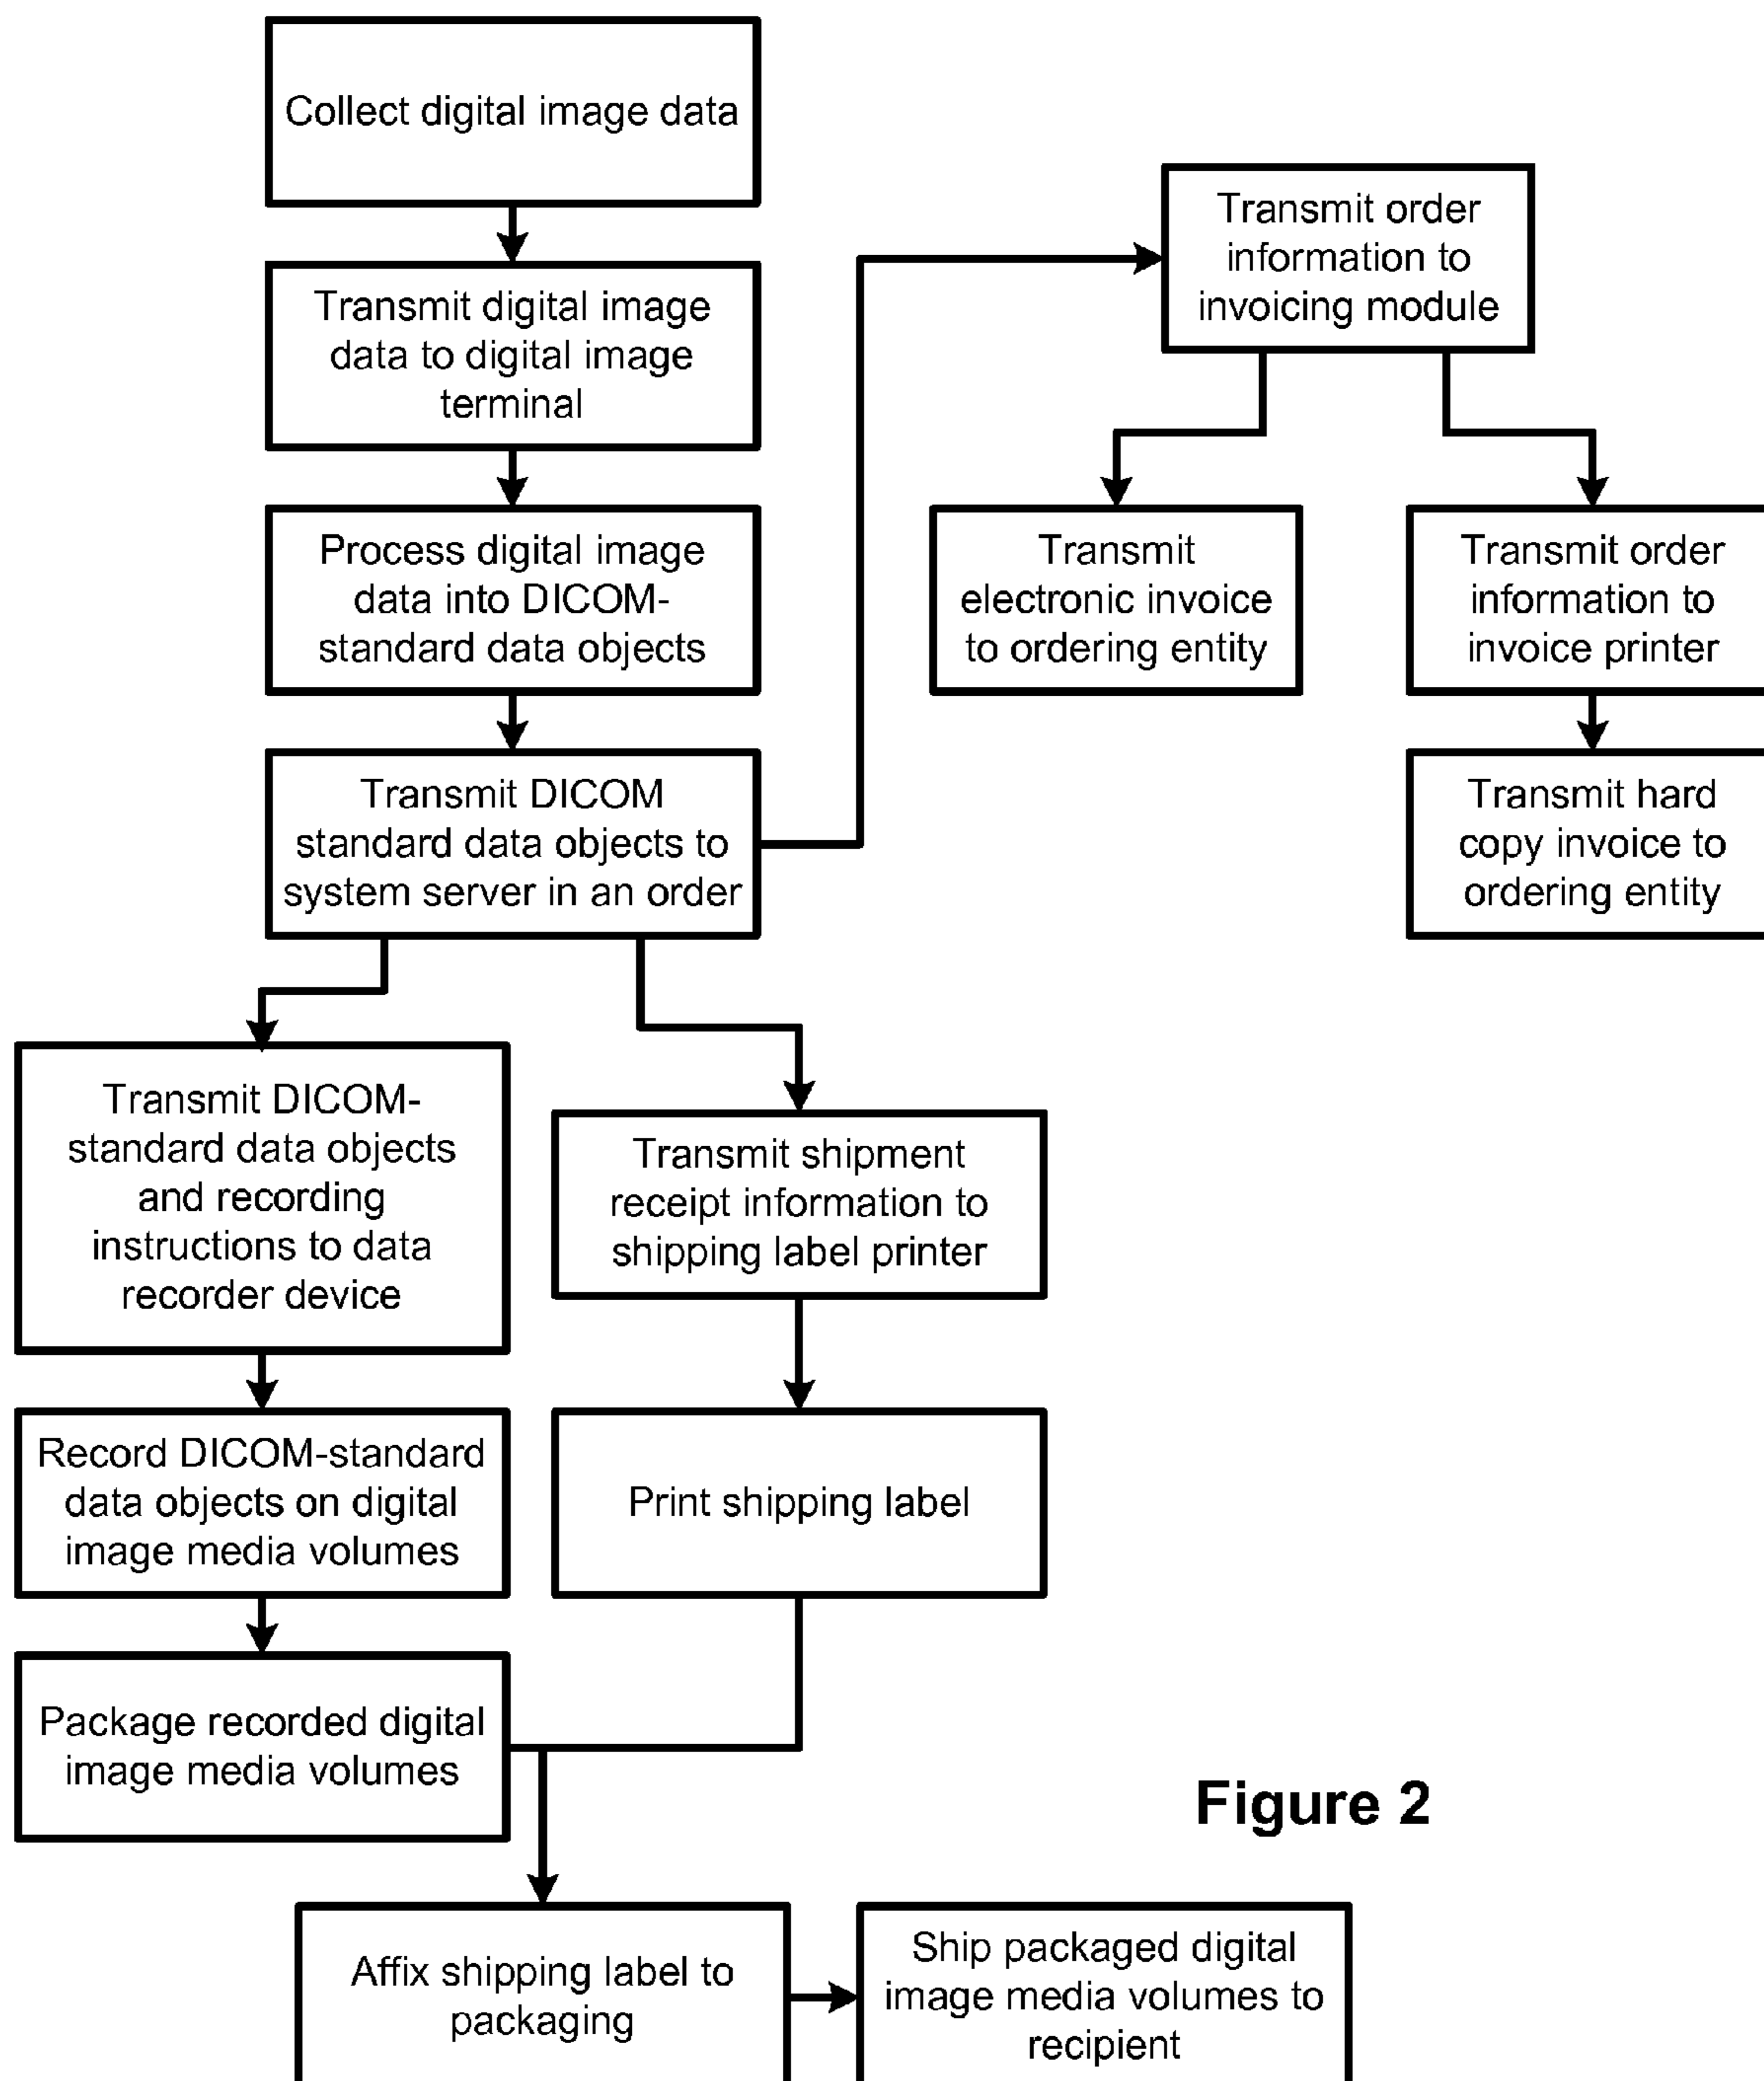 Collect digital image data
Transmit digital image
data to digital image
terminal
Process digital image
data into DICOM-
standard data objects
Transmit DICOM
standard data objects to
system server in an order
Transmit order
information to
invoicing module
Transmit
electronic invoice
to ordering entity
Transmit order
information to
invoice printer
Transmit hard
copy invoice to
ordering entity
Transmit DICOM-
standard data objects
and recording
instructions to data
recorder device
Record DICOM-standard
data objects on digital
image media volumes
Package recorded digital
image media volumes
Transmit shipment
receipt information to
shipping label printer
Print shipping label
Affix shipping label to
packaging
Ship packaged digital
image media volumes to
recipient
Figure 2